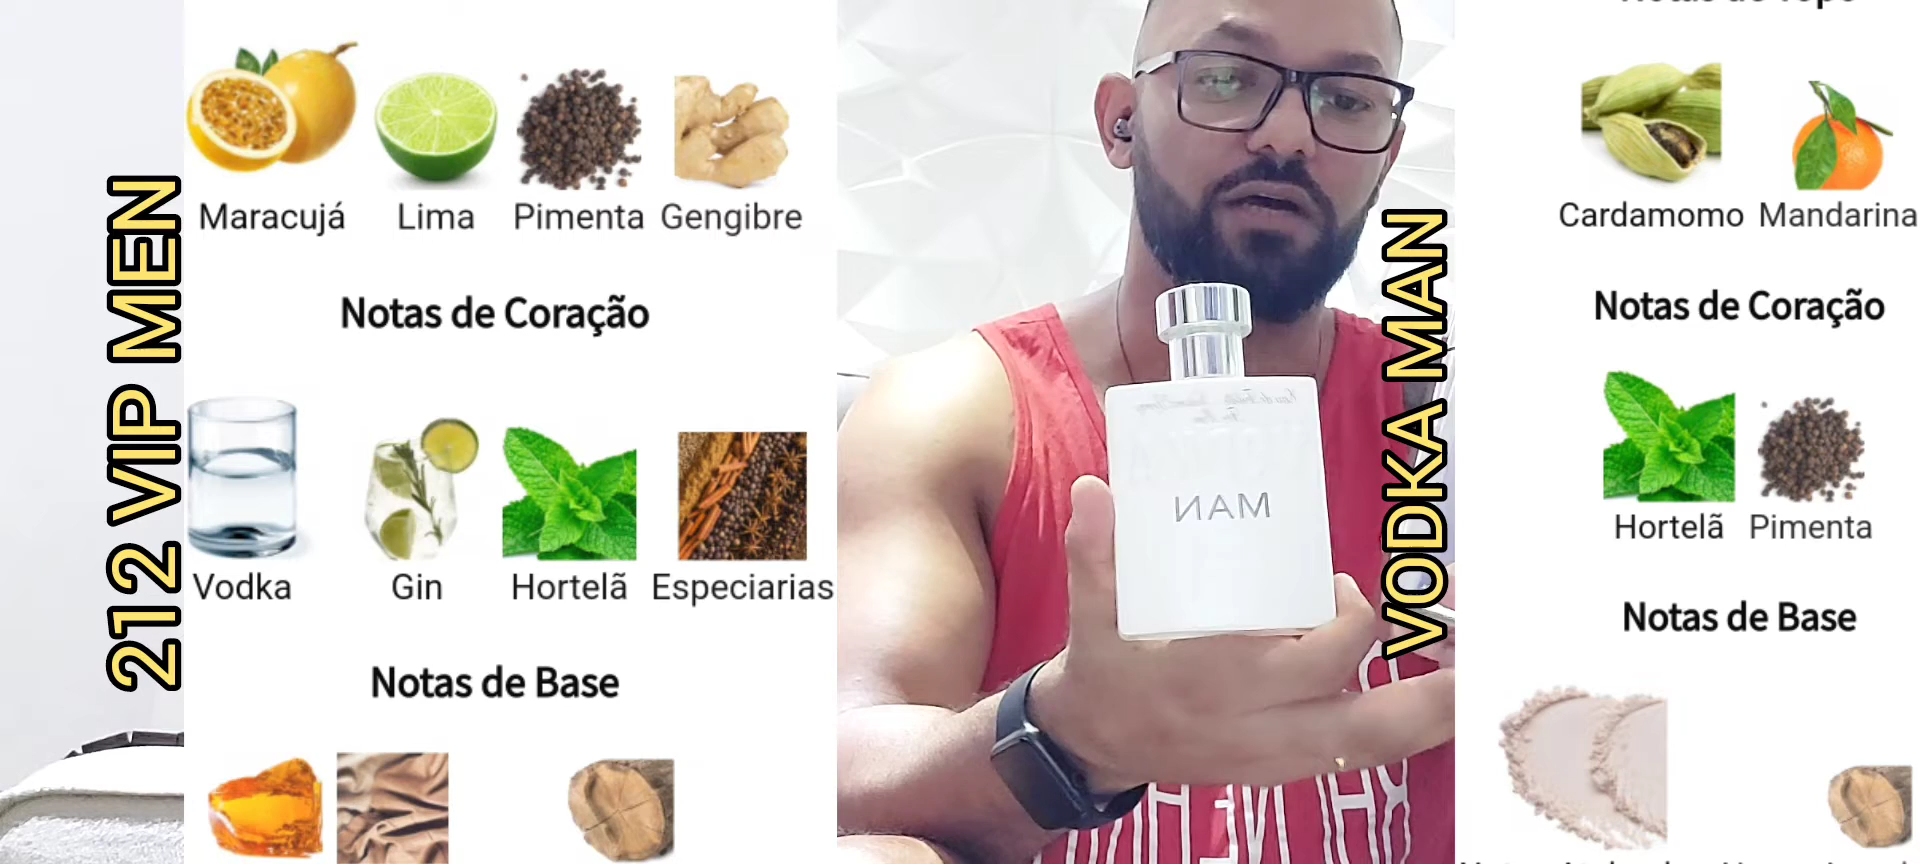 212 VIP MEN
Maracujá Lima Pimenta Gengibre
Notas de Coração
Vodka Gin Hortelã Especiarias
Notas de Base
MAN
VODKA MAN
Cardamomo Mandarina
Notas de Coração
Hortelã Pimenta
Notas de Base